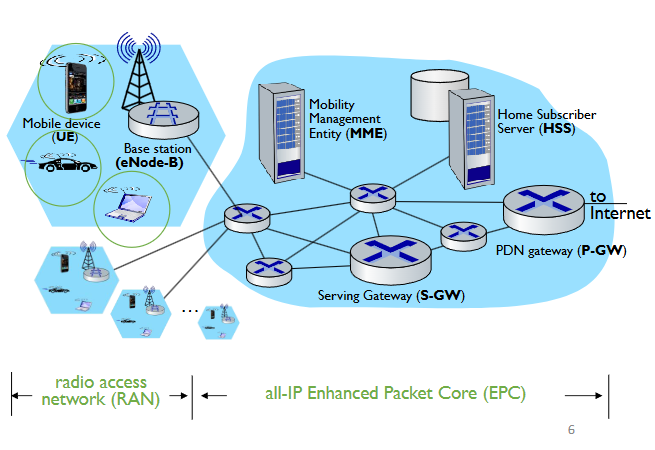 Mobile device
(UE)
Base station
(eNode-B)
Mobility
Management
Entity (MME)
Home Subscriber
Server (HSS)
to
Internet
PDN gateway (P-GW)
Serving Gateway (S-GW)
...
radio access
network (RAN)
all-IP Enhanced Packet Core (EPC)
6